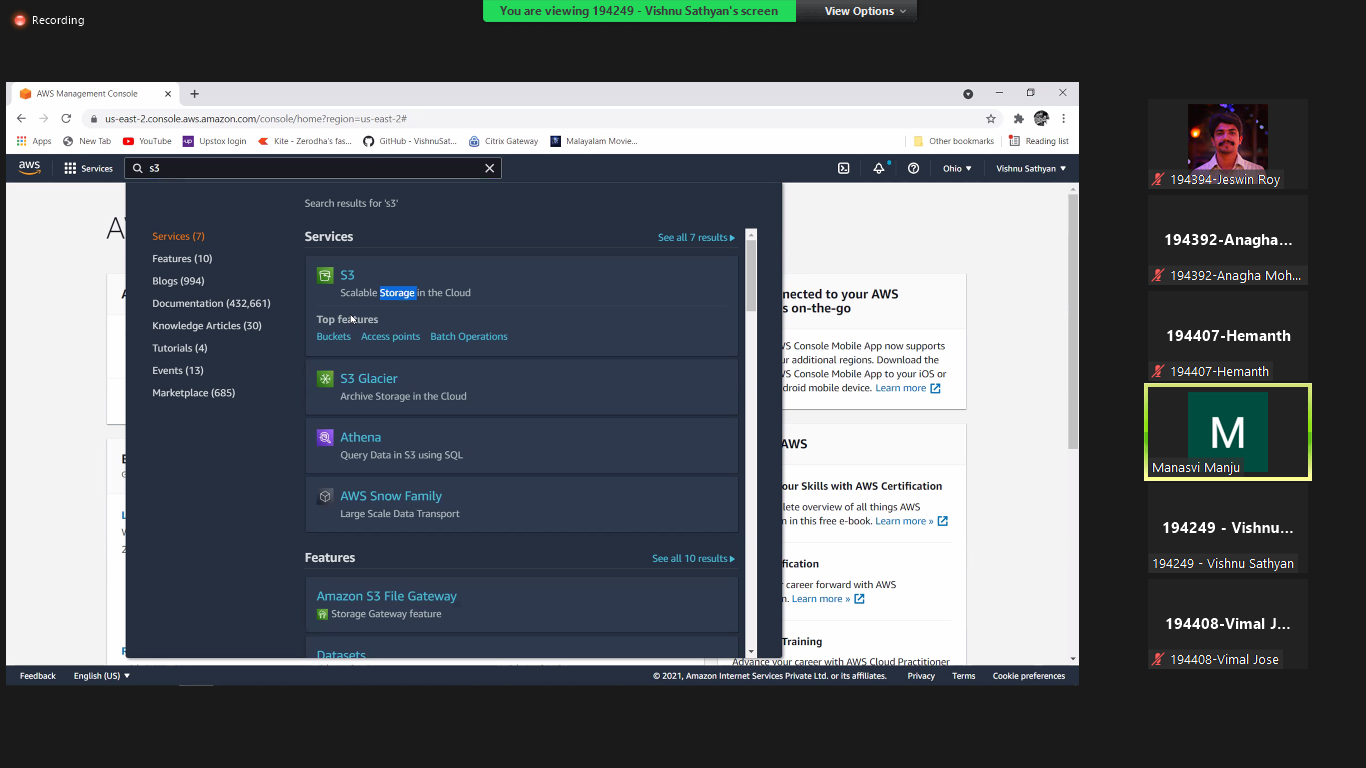 Recording
You are viewing 194249 - Vishnu Sathyan's screen
View Options
AWS Management Console
us-east-2.console.aws.amazon.com/console/home?region=us-east-2#
Apps
New Tab
YouTube
Upstox login
Kite - Zerodha's fas...
GitHub - VishnuSat...
Citrix Gateway
Malayalam Movie...
Other bookmarks
Reading list
aws
Services
s3
Ohio
Vishnu Sathyan
Search results for 's3'
Services (7)
Features (10)
Blogs (994)
Documentation (432,661)
Knowledge Articles (30)
Tutorials (4)
Events (13)
Marketplace (685)
Services
See all 7 results
S3
Scalable Storage in the Cloud
Top features
Buckets
Access points
Batch Operations
S3 Glacier
Archive Storage in the Cloud
Athena
Query Data in S3 using SQL
AWS Snow Family
Large Scale Data Transport
Features
See all 10 results
Amazon S3 File Gateway
Storage Gateway feature
Datasets
nected to your AWS
s on-the-go
S Console Mobile App now supports
ur additional regions. Download the
S Console Mobile App to your iOS or
droid mobile device. Learn more
AWS
our Skills with AWS Certification
lete overview of all things AWS
n in this free e-book. Learn more »
fication
career forward with AWS
n. Learn more »
Training
Advance your career with AWS Cloud Practitioner
Feedback
English (US)
© 2021, Amazon Internet Services Private Ltd. or its affiliates.
Privacy
Terms
Cookie preferences
194394-Jeswin Roy
194392-Anagha...
194392-Anagha Moh...
194407-Hemanth
194407-Hemanth
M
Manasvi Manju
194249 - Vishnu...
194249 - Vishnu Sathyan
194408-Vimal J...
194408-Vimal Jose